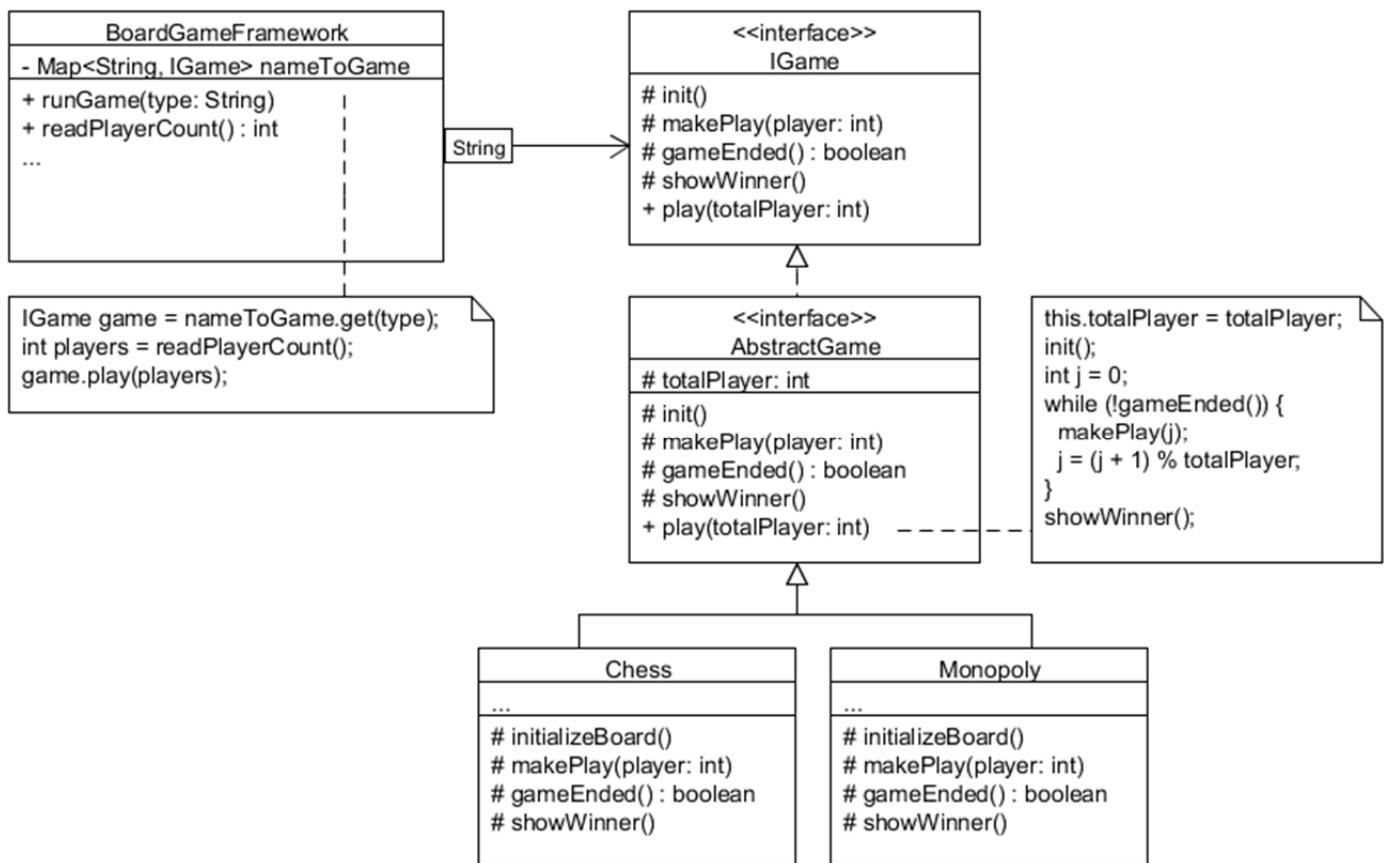 BoardGameFramework
- Map<String, IGame> nameToGame
+ runGame(type: String)
+ readPlayerCount() : int
...
String
<<interface>>
IGame
# init()
# makePlay(player: int)
# gameEnded() : boolean
# showWinner()
+ play(totalPlayer: int)
IGame game = nameToGame.get(type);
int players = readPlayerCount();
game.play(players);
<<interface>>
AbstractGame
# totalPlayer: int
# init()
# makePlay(player: int)
# gameEnded() : boolean
# showWinner()
+ play(totalPlayer: int)
this.totalPlayer = totalPlayer;
init();
int j = 0;
while (!gameEnded()) {
makePlay(j);
j = (j + 1) % totalPlayer;
}
showWinner();
Chess
...
# initializeBoard()
# makePlay(player: int)
# gameEnded() : boolean
# showWinner()
Monopoly
...
# initializeBoard()
# makePlay(player: int)
# gameEnded() : boolean
# showWinner()